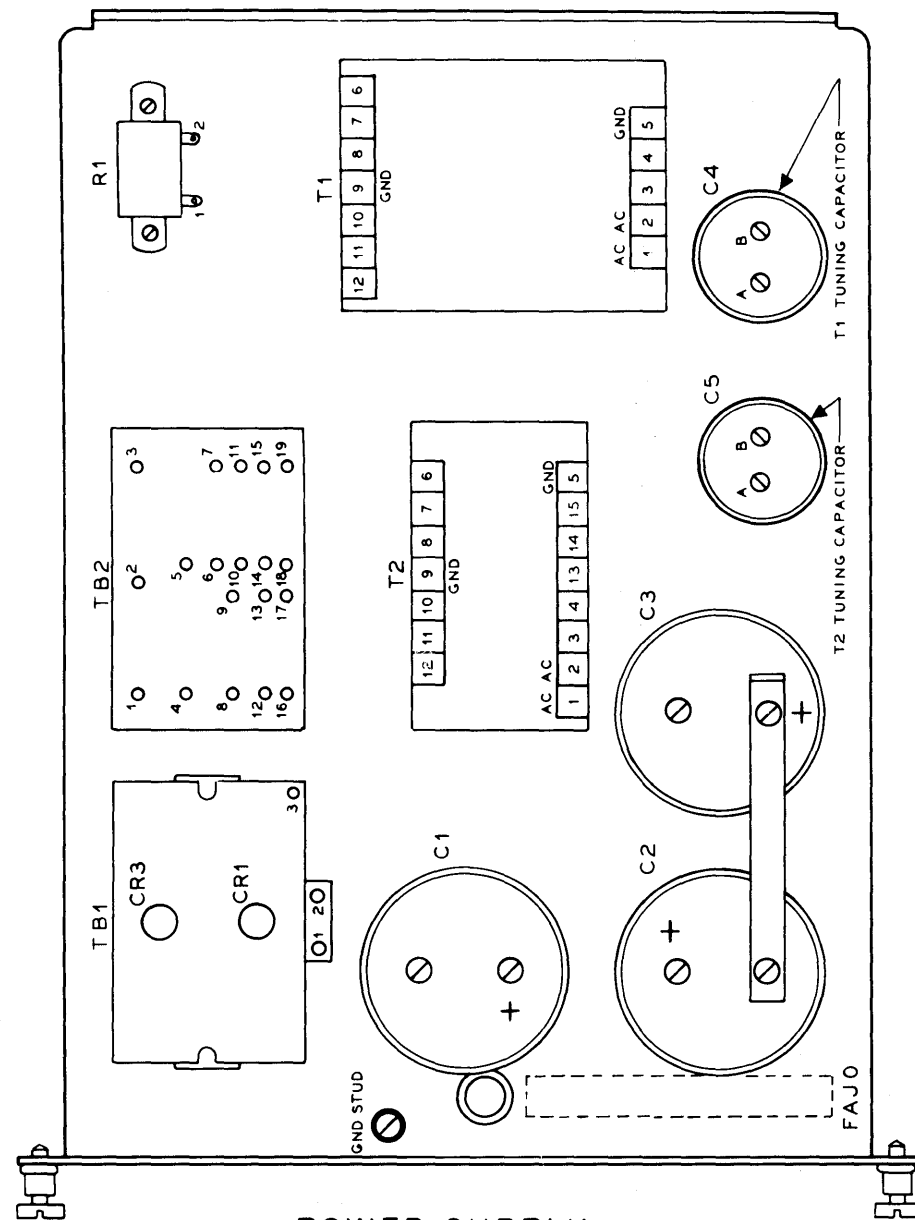 R1
1
2
T1
12 11 10 9 8 7 6
GND
AC AC GND
1 2 3 4 5
C4
A B
T1 TUNING CAPACITOR
TB2
1 2 3
4 5
6 7
8 9 10 11
12 13 14 15
16 17 18 19
T2
12 11 10 9 8 7 6
GND
AC AC GND
1 2 3 4 13 14 15 5
C5
A B
T2 TUNING CAPACITOR
TB1
CR3
CR1
3
1 2
C1
+
C2
+
C3
+
GND STUD
FAJ0